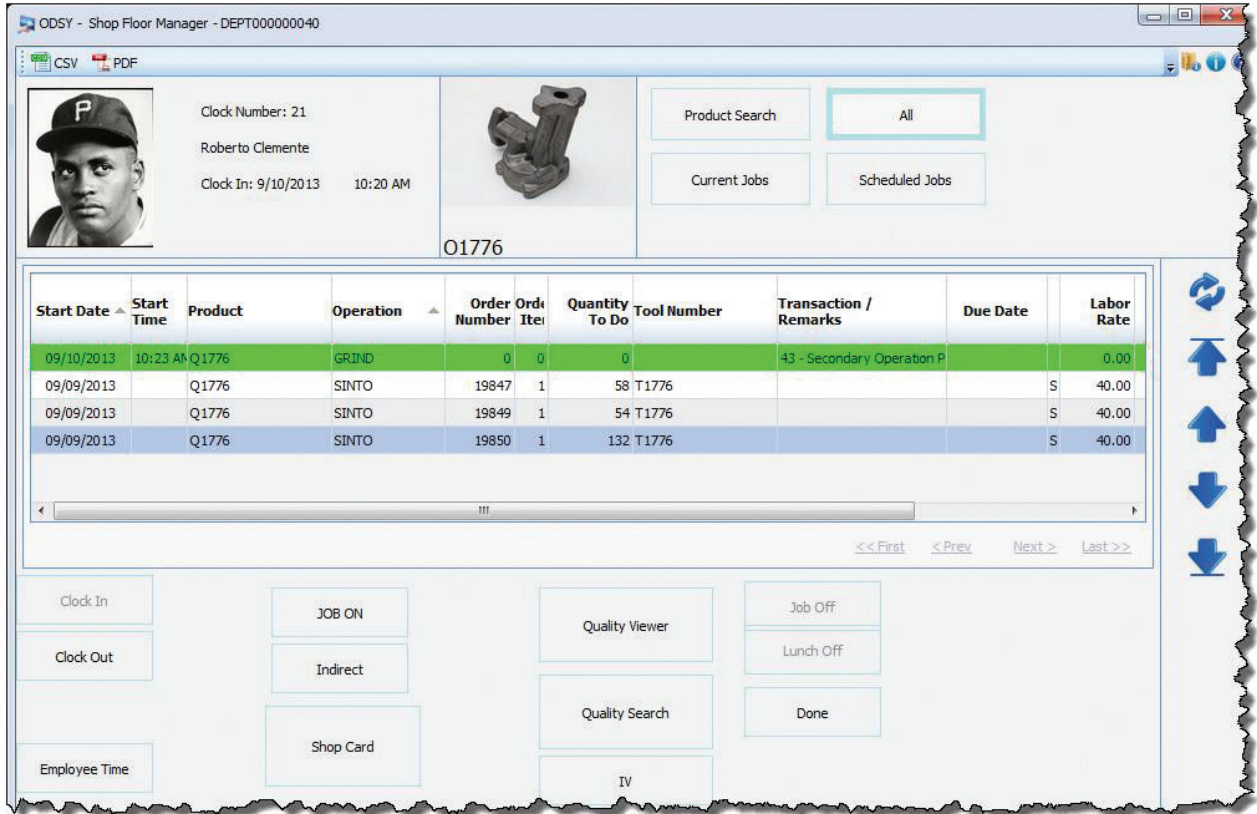 ODSY - Shop Floor Manager - DEPT000000040
CSV PDF
P
Clock Number: 21
Roberto Clemente
Clock In: 9/10/2013 10:20 AM
O1776
Product Search All
Current Jobs Scheduled Jobs
Start Date Start Time Product Operation Order Number Orde Iter Quantity To Do Tool Number Transaction / Remarks Due Date Labor Rate
09/10/2013 10:23 AM Q1776 GRIND 0 0 0 43 - Secondary Operation P 0.00
09/09/2013 Q1776 SINTO 19847 1 58 T1776 S 40.00
09/09/2013 Q1776 SINTO 19849 1 54 T1776 S 40.00
09/09/2013 Q1776 SINTO 19850 1 132 T1776 S 40.00
<< First < Prev Next > Last >>
Clock In
JOB ON
Quality Viewer
Job Off
Clock Out
Indirect
Lunch Off
Quality Search
Done
Shop Card
Employee Time
IV